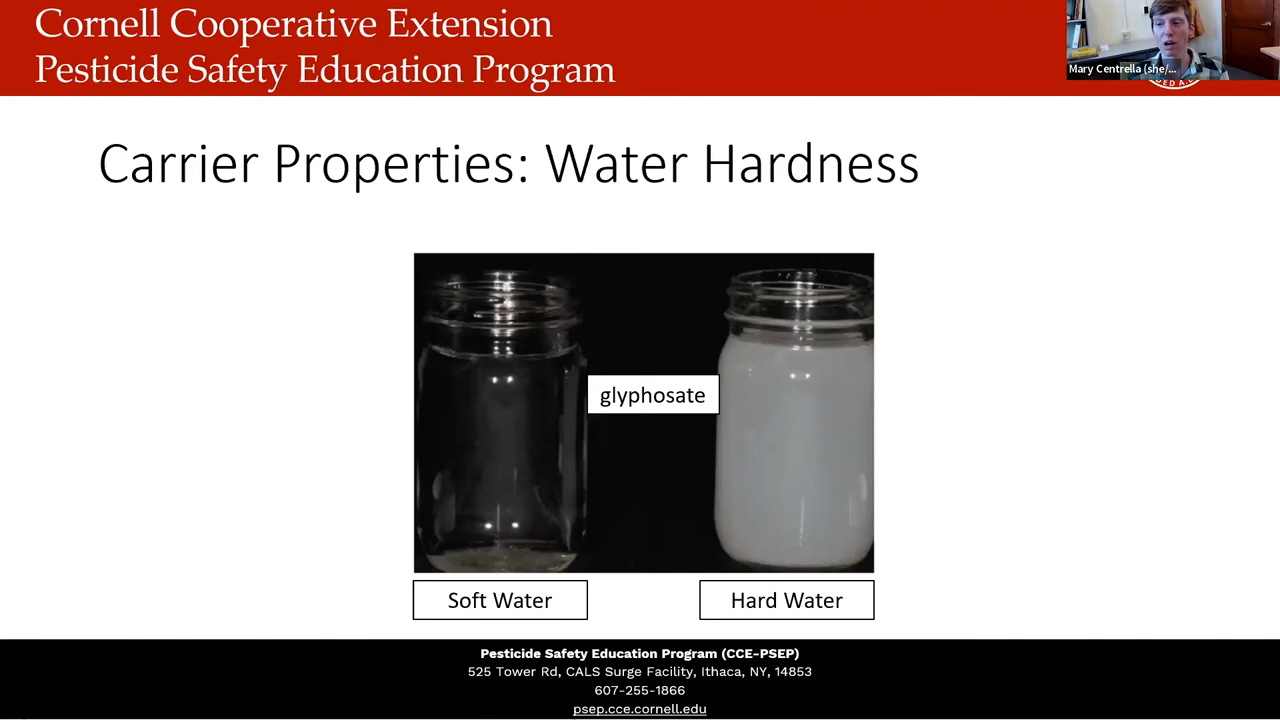 Cornell Cooperative Extension
Pesticide Safety Education Program
Mary Centrella (she/...
Carrier Properties: Water Hardness
glyphosate
Soft Water
Hard Water
Pesticide Safety Education Program (CCE-PSEP)
525 Tower Rd, CALS Surge Facility, Ithaca, NY, 14853
607-255-1866
psep.cce.cornell.edu